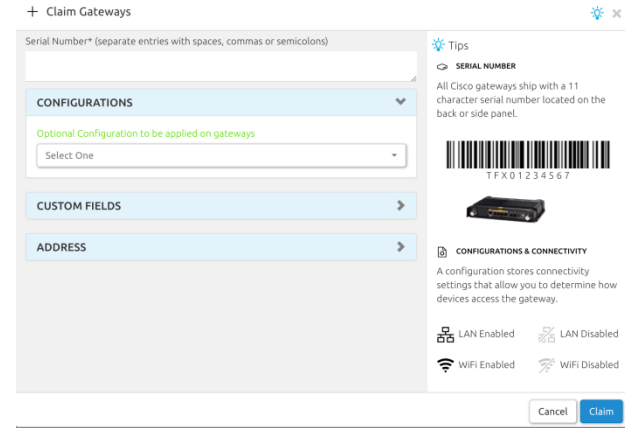 + Claim Gateways
Serial Number* (separate entries with spaces, commas or semicolons)
CONFIGURATIONS
Optional Configuration to be applied on gateways
Select One
CUSTOM FIELDS
ADDRESS
Tips
SERIAL NUMBER
All Cisco gateways ship with a 11
character serial number located on the
back or side panel.
TFX01234567
CONFIGURATIONS & CONNECTIVITY
A configuration stores connectivity
settings that allow you to determine how
devices access the gateway.
LAN Enabled LAN Disabled
WiFi Enabled WiFi Disabled
Cancel Claim